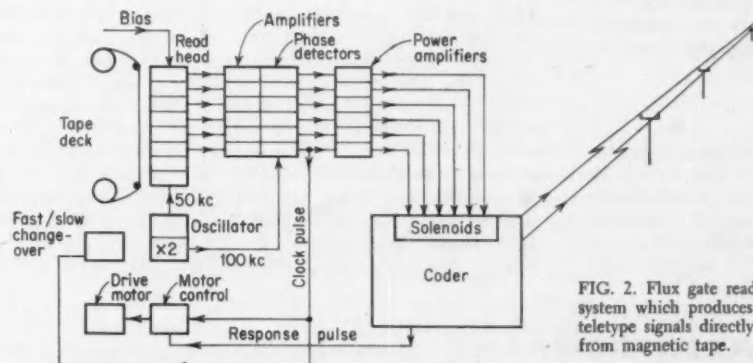 Bias
Read
head
Amplifiers
Phase
detectors
Power
amplifiers
Tape
deck
50 kc
Oscillator
×2
100 kc
Fast/slow
change-
over
Drive
motor
Motor
control
Clock pulse
Response pulse
Solenoids
Coder
FIG. 2. Flux gate read
system which produces
teletype signals directly
from magnetic tape.